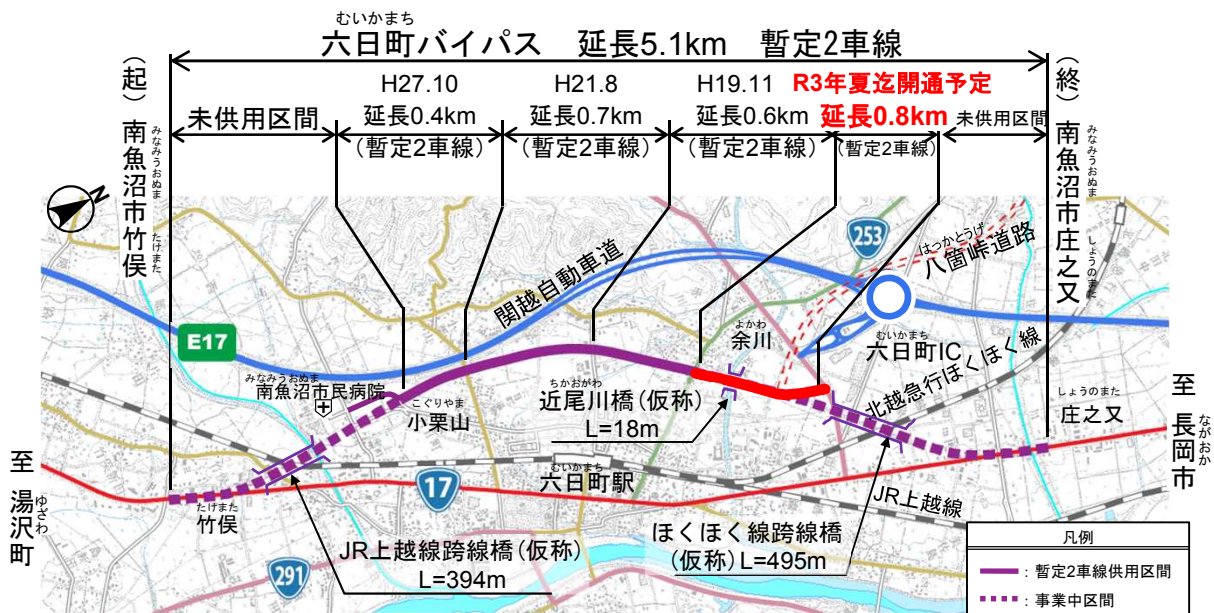 むいかまち
六日町バイパス 延長5.1km 暫定2車線
(起)南魚沼市竹俣
みなみうおぬま たけまた
未供用区間
H27.10
延長0.4km
(暫定2車線)
H21.8
延長0.7km
(暫定2車線)
H19.11
延長0.6km
(暫定2車線)
R3年夏迄開通予定
延長0.8km
(暫定2車線)
未供用区間
(終)南魚沼市庄之又
みなみうおぬま しょうのまた
N
253
はっかとうげ
八箇峠道路
関越自動車道
E17
よかわ
余川
むいかまち
六日町IC
北越急行ほくほく線
みなみうおぬま
南魚沼市民病院
こぐりやま
小栗山
ちかおがわ
近尾川橋(仮称)
L=18m
しょうのまた
庄之又
至長岡市
ながおか
至湯沢町
ゆざわ
むいかまち
六日町駅
17
JR上越線
たけまた
竹俣
JR上越線跨線橋(仮称)
L=394m
ほくほく線跨線橋
(仮称)L=495m
291
凡例
:暫定2車線供用区間
:事業中区間